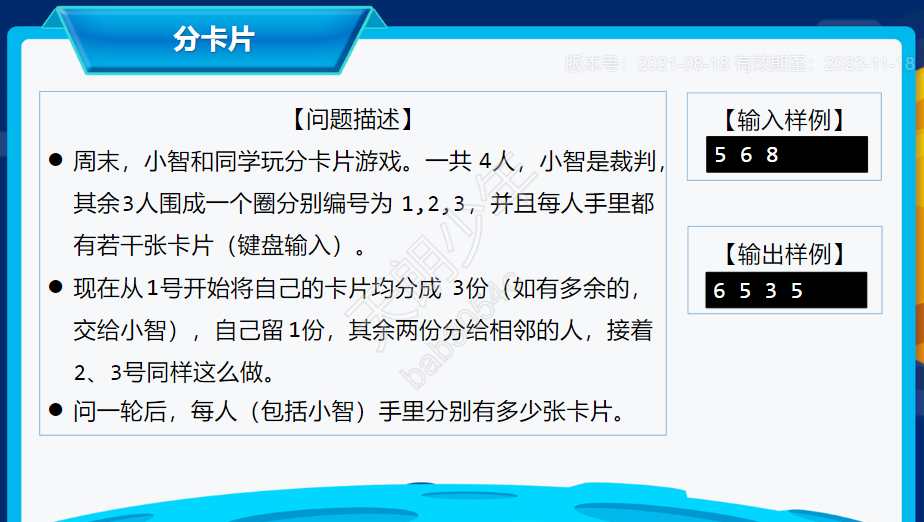 分卡片
版本号：2021-08-18 有效期至：2023-11-18
【问题描述】
● 周末，小智和同学玩分卡片游戏。一共 4人，小智是裁判，
其余3人围成一个圈分别编号为 1,2,3，并且每人手里都
有若干张卡片（键盘输入）。
● 现在从1号开始将自己的卡片均分成 3份（如有多余的，
交给小智），自己留1份，其余两份分给相邻的人，接着
2、3号同样这么做。
● 问一轮后，每人（包括小智）手里分别有多少张卡片。
【输入样例】
5 6 8
【输出样例】
6 5 3 5
天朗少年